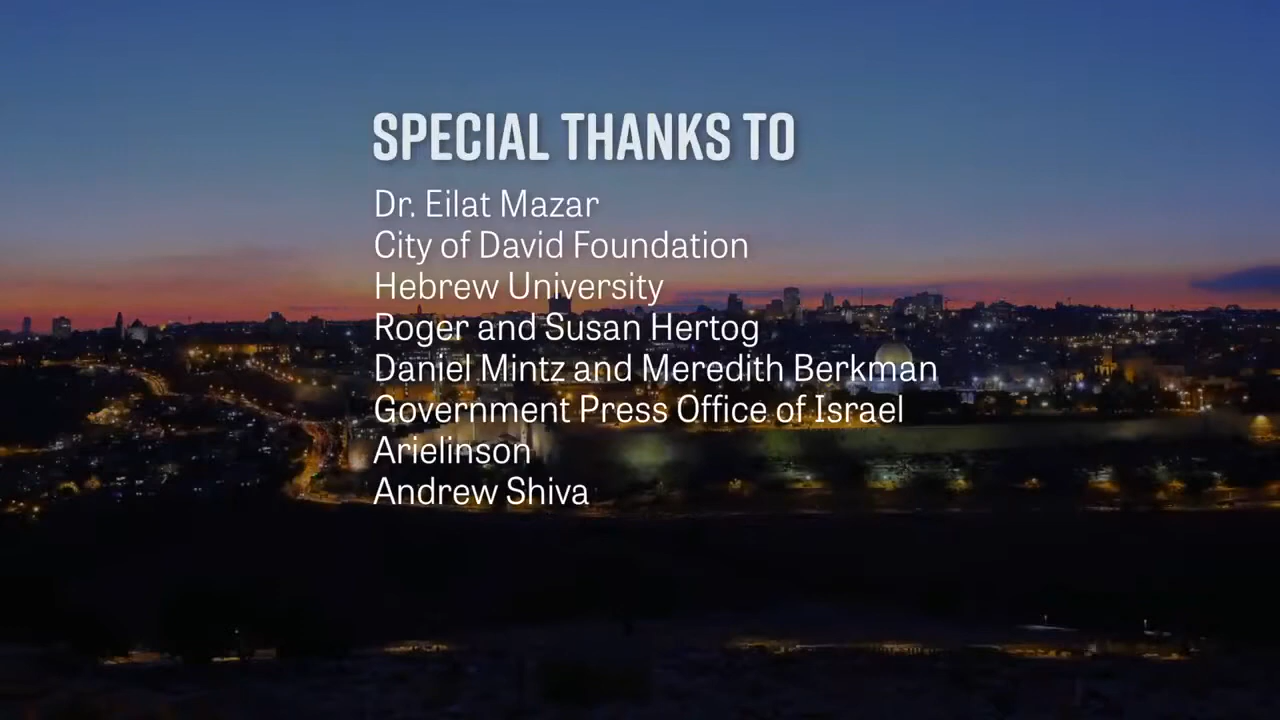 SPECIAL THANKS TO
Dr. Eilat Mazar
City of David Foundation
Hebrew University
Roger and Susan Hertog
Daniel Mintz and Meredith Berkman
Government Press Office of Israel
Arielinson
Andrew Shiva